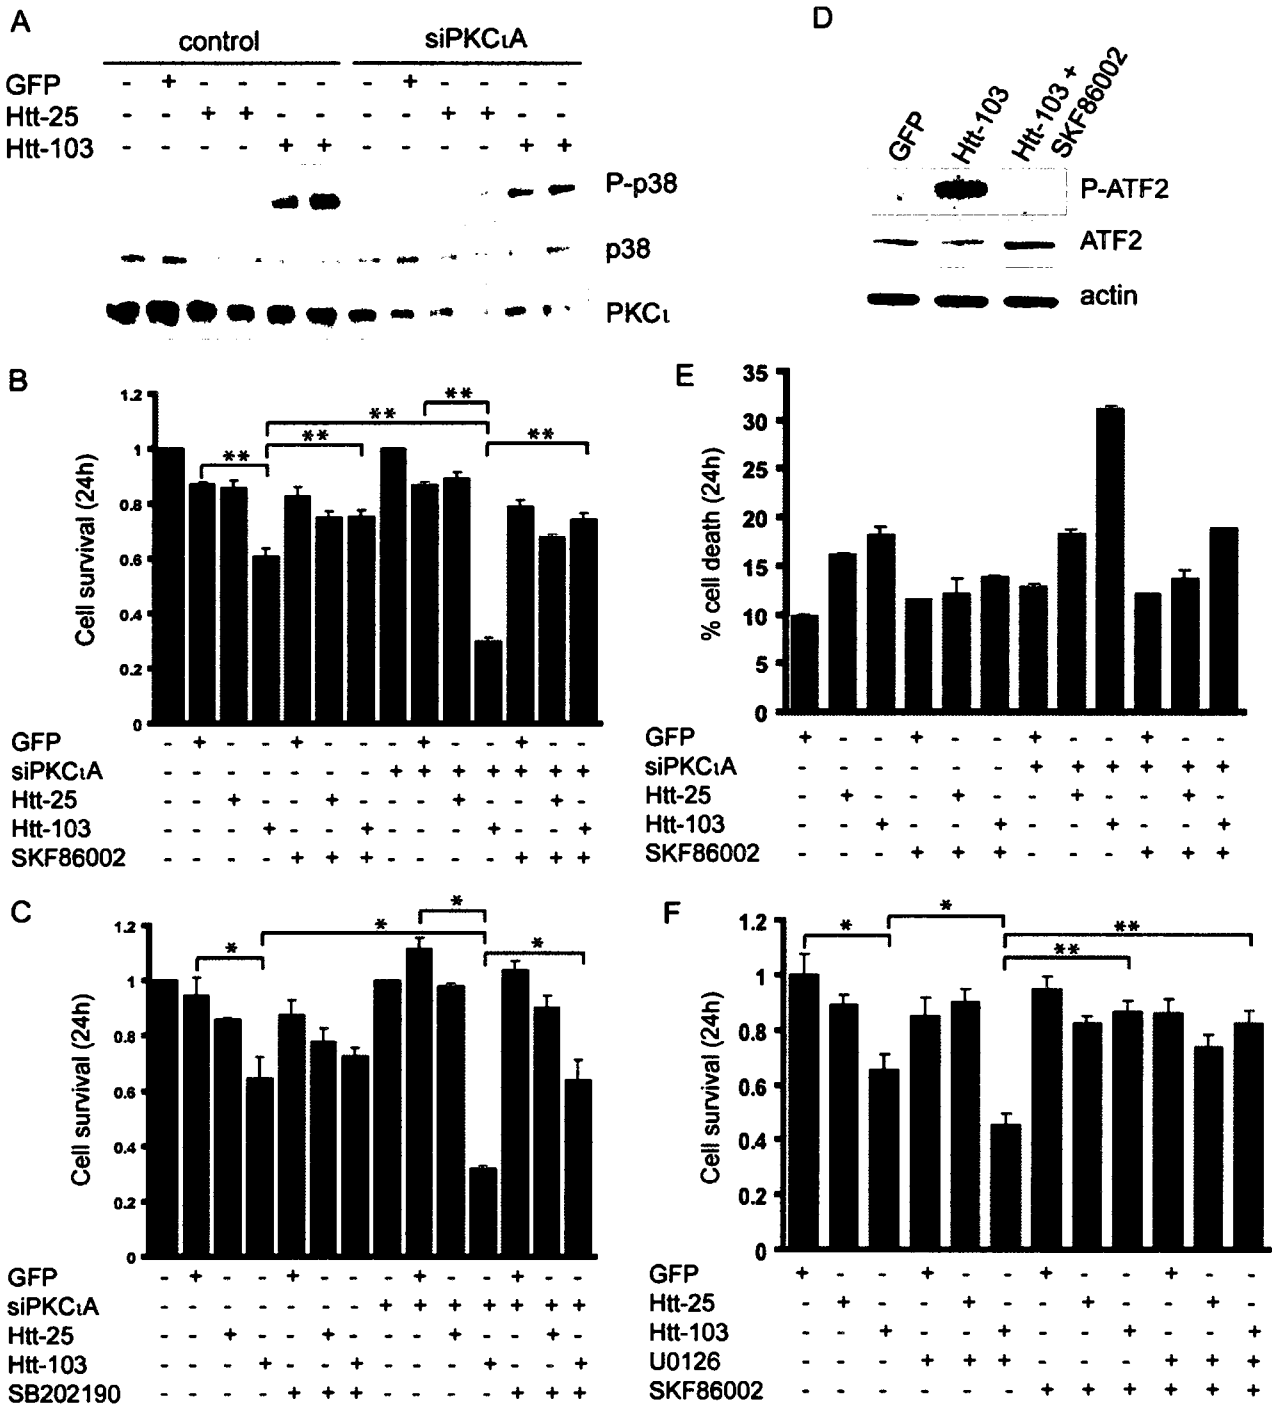 A
control siPKCιA
GFP - + - - - - - + - - - -
Htt-25 - - + + - - - - + + - -
Htt-103 - - - - + + - - - - + +
P-p38
p38
PKCι
D
GFP
Htt-103
Htt-103 +
SKF86002
P-ATF2
ATF2
actin
B
Cell survival (24h)
1.2
1
0.8
0.6
0.4
0.2
0
**
**
**
**
**
GFP - + - - + - - - + - - + - -
siPKCιA - - - - - - - + + + + + + +
Htt-25 - - + - - + - - - + - - + -
Htt-103 - - - + - - + - - - + - - +
SKF86002 - - - - + + + - - - - + + +
E
% cell death (24h)
35
30
25
20
15
10
5
0
GFP + - - + - - + - - + - -
siPKCιA - - - - - - + + + + + +
Htt-25 - + - - + - - + - - + -
Htt-103 - - + - - + - - + - - +
SKF86002 - - - + + + - - - + + +
C
Cell survival (24h)
1.2
1
0.8
0.6
0.4
0.2
0
*
*
*
*
GFP - + - - + - - - + - - + - -
siPKCιA - - - - - - - + + + + + + +
Htt-25 - - + - - + - - - + - - + -
Htt-103 - - - + - - + - - - + - - +
SB202190 - - - - + + + - - - - + + +
F
Cell survival (24h)
1.2
1
0.8
0.6
0.4
0.2
0
*
*
**
**
GFP + - - + - - + - - + - -
Htt-25 - + - - + - - + - - + -
Htt-103 - - + - - + - - + - - +
U0126 - - - + + + - - - + + +
SKF86002 - - - - - - + + + + + +